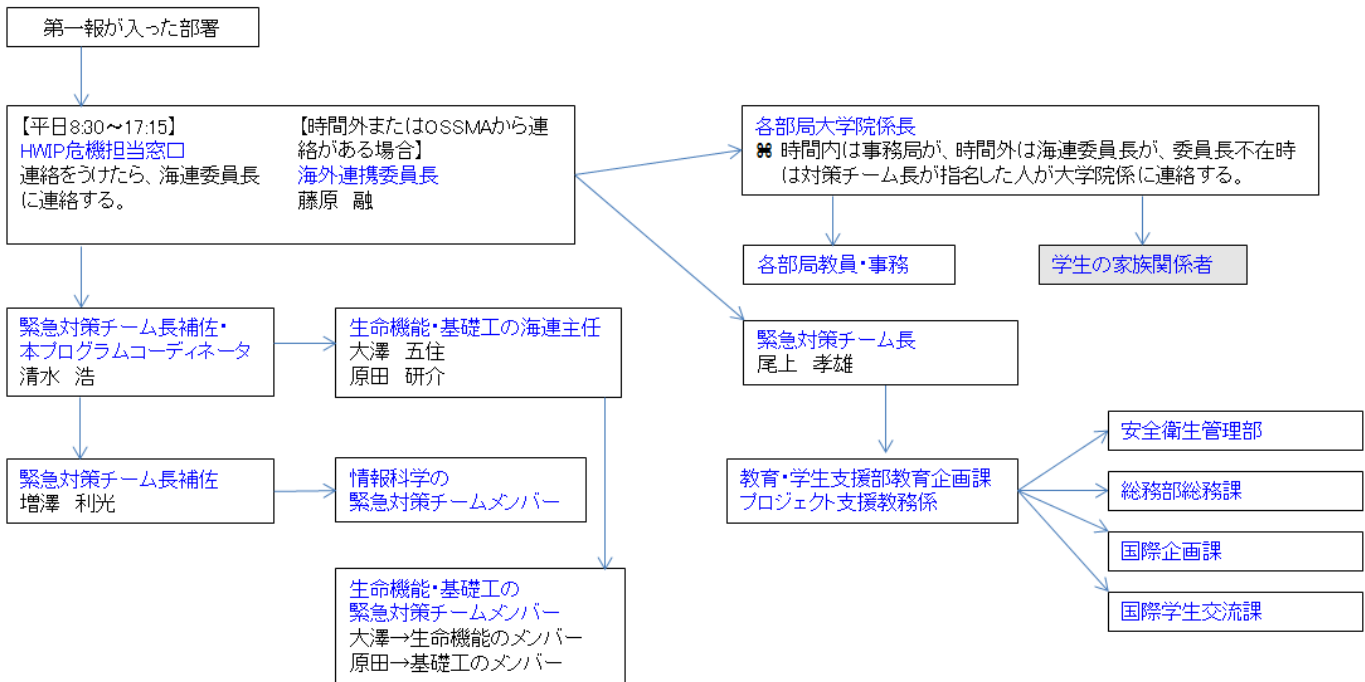 第一報が入った部署
【平日8:30～17:15】
HWIP危機担当窓口
連絡をうけたら、海連委員長
に連絡する。
【時間外またはOSSMAから連
絡がある場合】
海外連携委員長
藤原 融
各部局大学院係長
⌘ 時間内は事務局が、時間外は海連委員長が、委員長不在時
は対策チーム長が指名した人が大学院係に連絡する。
各部局教員・事務
学生の家族関係者
緊急対策チーム長補佐・
本プログラムコーディネータ
清水 浩
生命機能・基礎工の海連主任
大澤 五住
原田 研介
緊急対策チーム長
尾上 孝雄
緊急対策チーム長補佐
増澤 利光
情報科学の
緊急対策チームメンバー
教育・学生支援部教育企画課
プロジェクト支援教務係
安全衛生管理部
総務部総務課
国際企画課
国際学生交流課
生命機能・基礎工の
緊急対策チームメンバー
大澤→生命機能のメンバー
原田→基礎工のメンバー